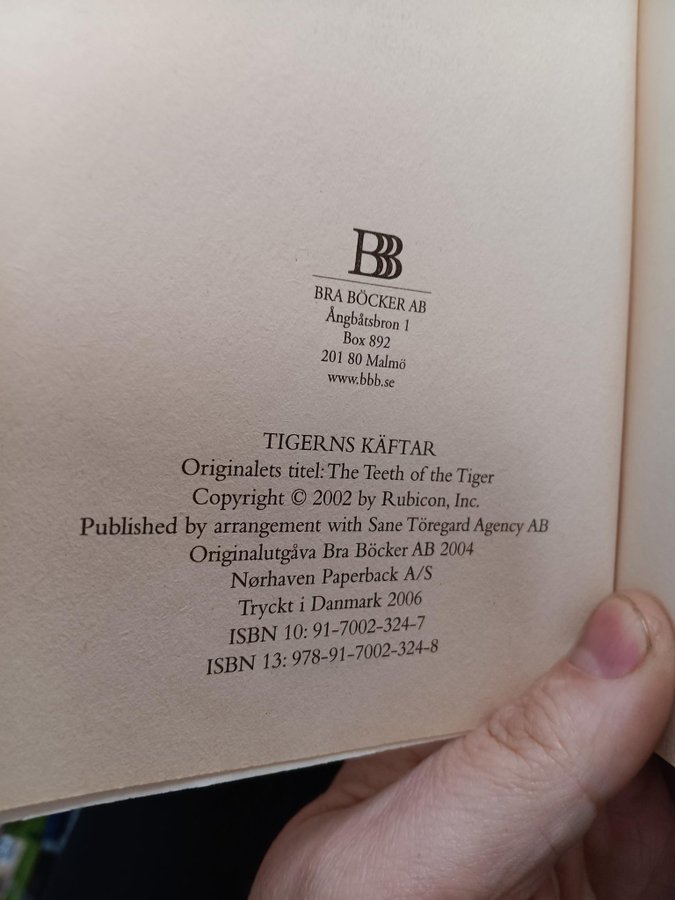 BBB
BRA BÖCKER AB
Ångbåtsbron 1
Box 892
201 80 Malmö
www.bbb.se
TIGERNS KÄFTAR
Originalets titel: The Teeth of the Tiger
Copyright © 2002 by Rubicon, Inc.
Published by arrangement with Sane Töregard Agency AB
Originalutgåva Bra Böcker AB 2004
Nørhaven Paperback A/S
Tryckt i Danmark 2006
ISBN 10: 91-7002-324-7
ISBN 13: 978-91-7002-324-8